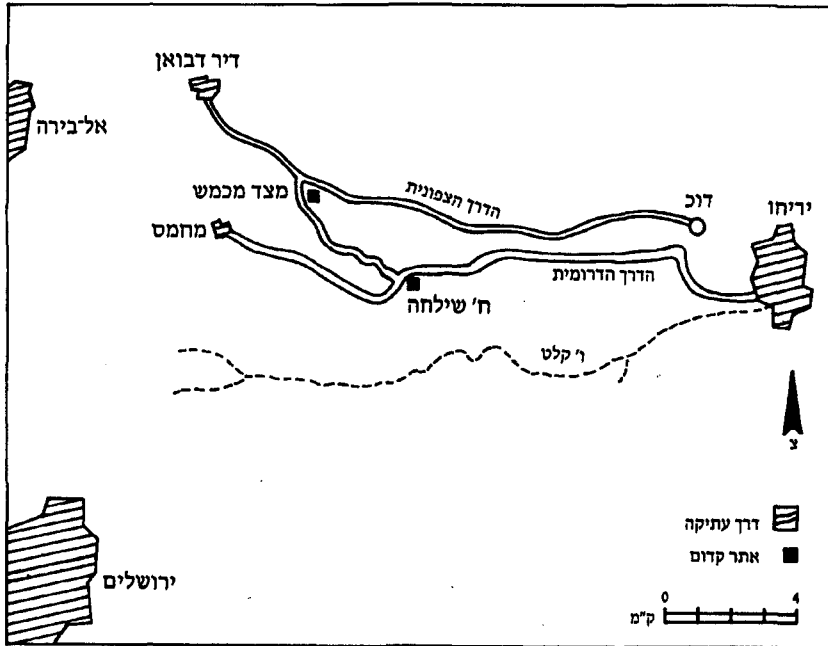 דיר דבואן
אל־בירה
מצד מכמש
הדרך הצפונית
דוכ
יריחו
מחמס
הדרך הדרומית
ח' שילחה
ו' קלט
צ
דרך עתיקה
אתר קדום
ירושלים
0 4
ק"מ